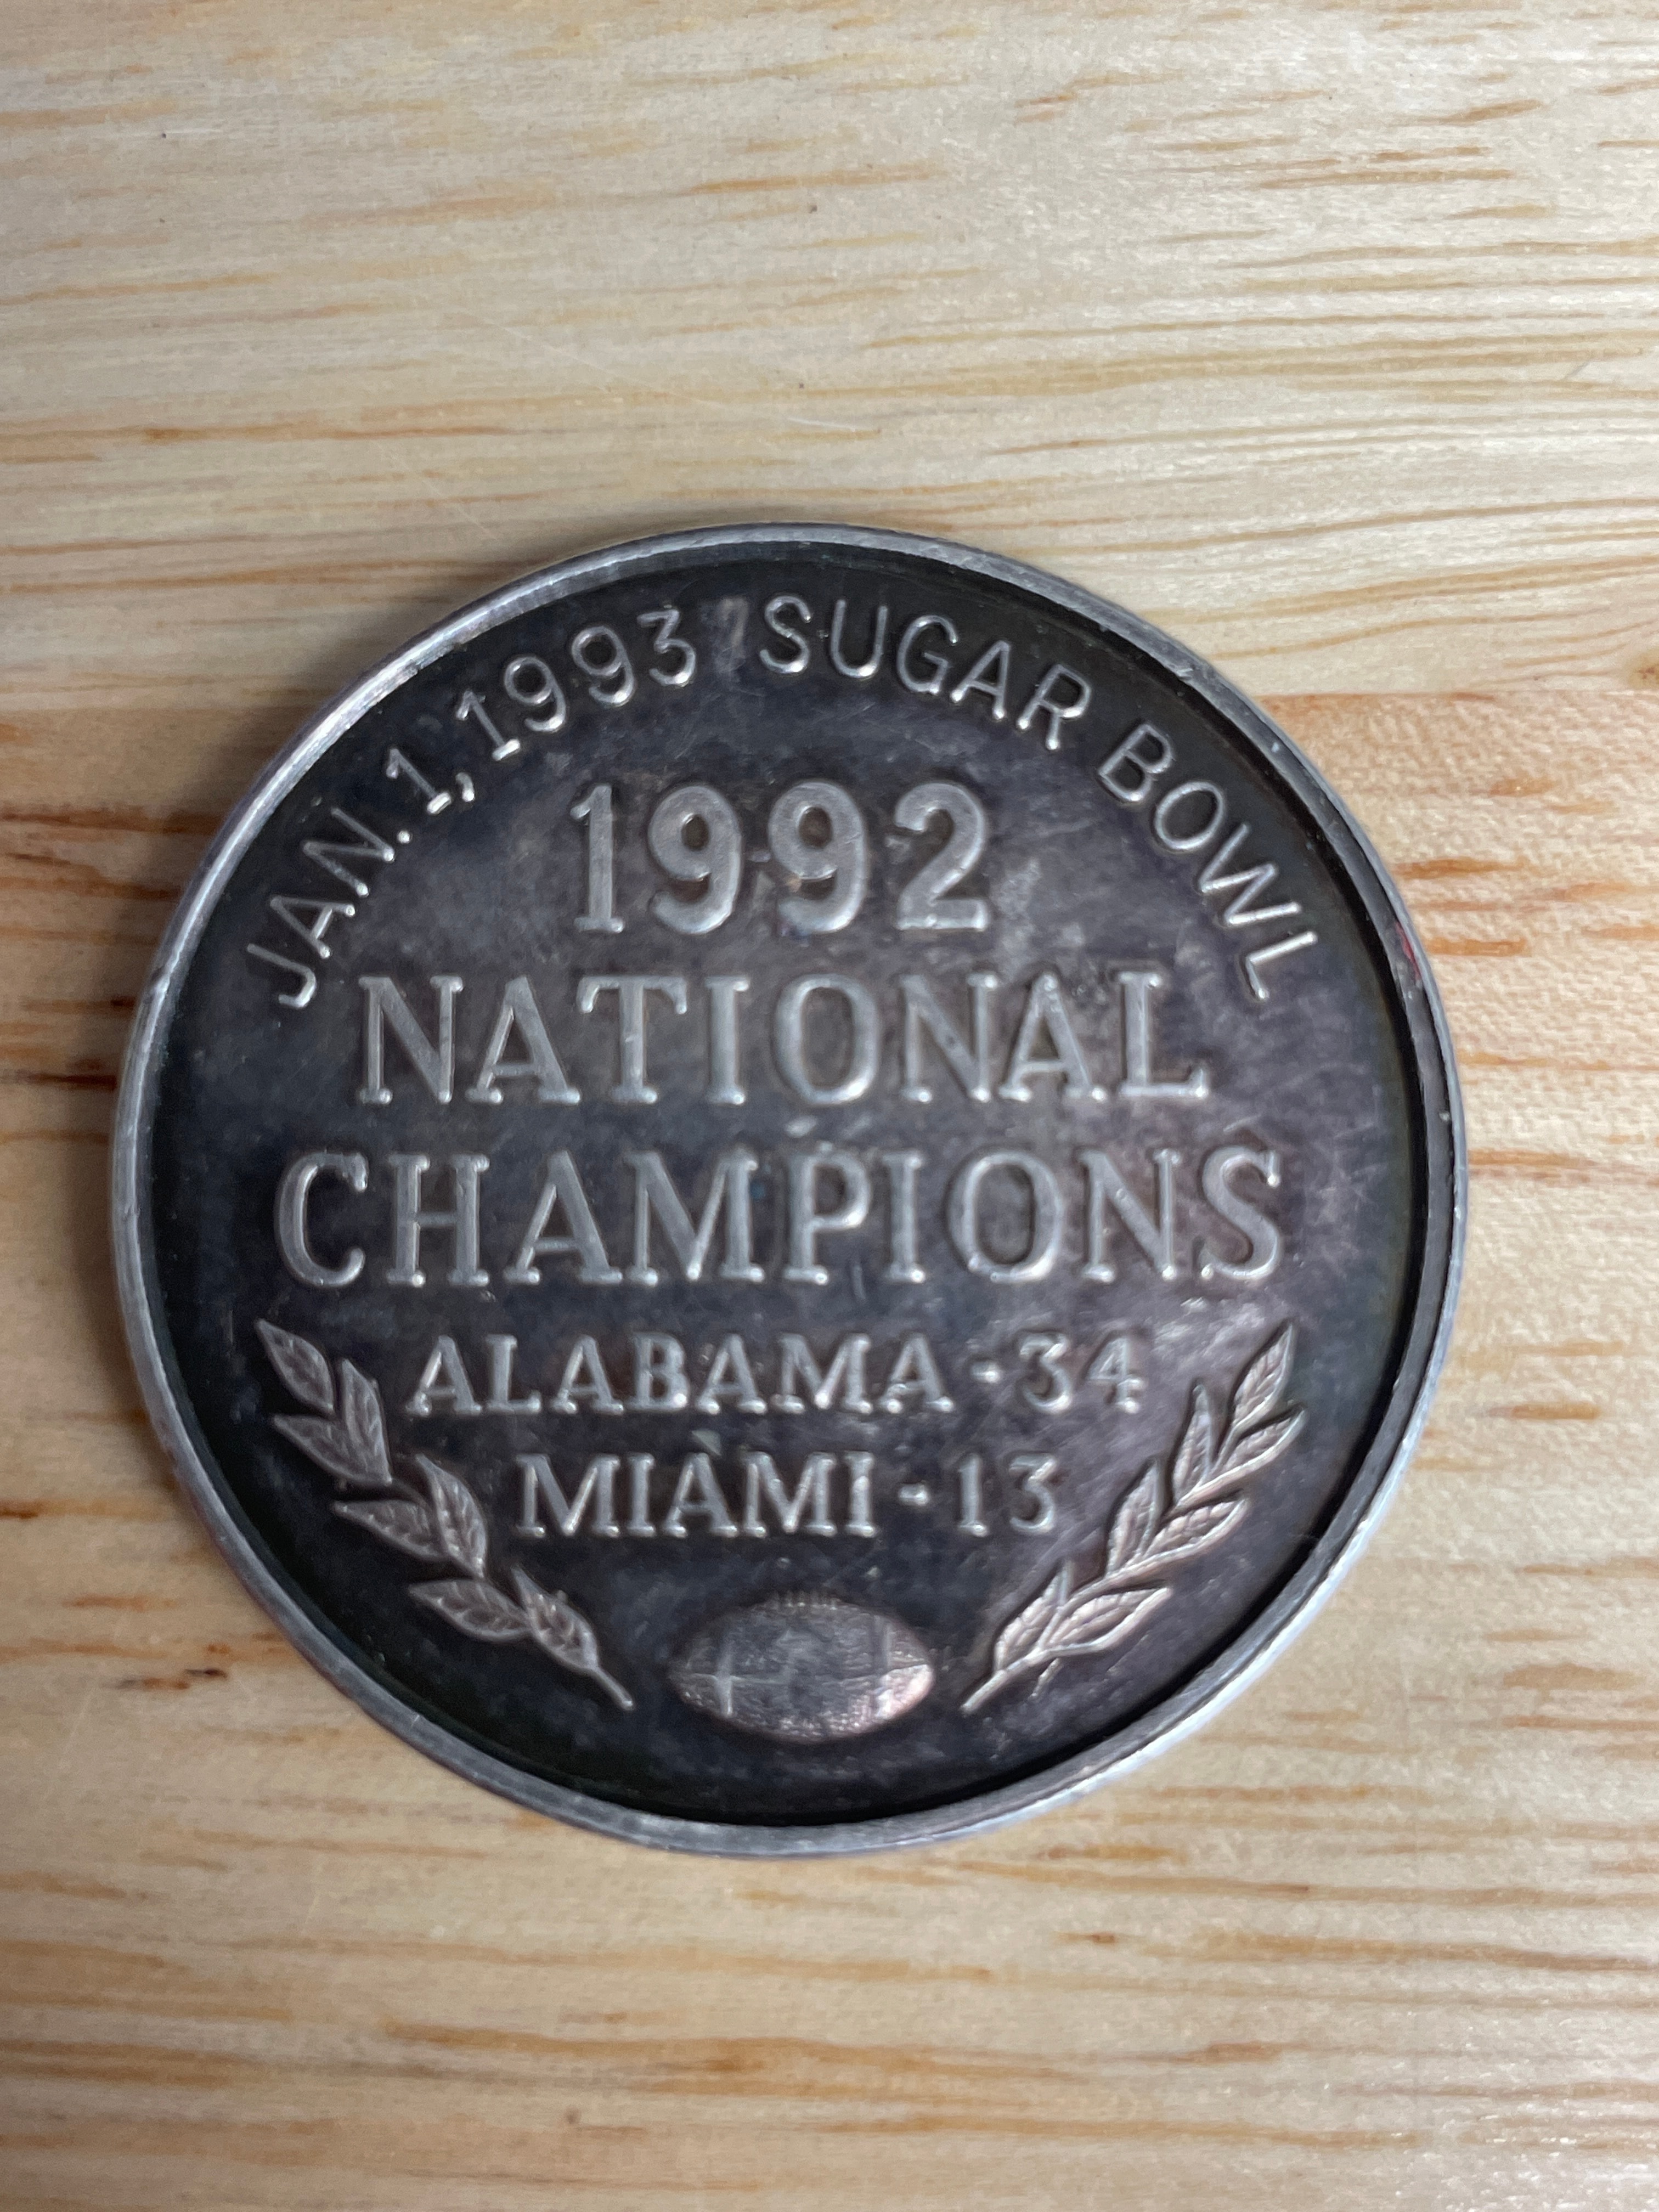 JAN. 1, 1993 SUGAR BOWL
1992
NATIONAL
CHAMPIONS
ALABAMA - 34
MIAMI - 13